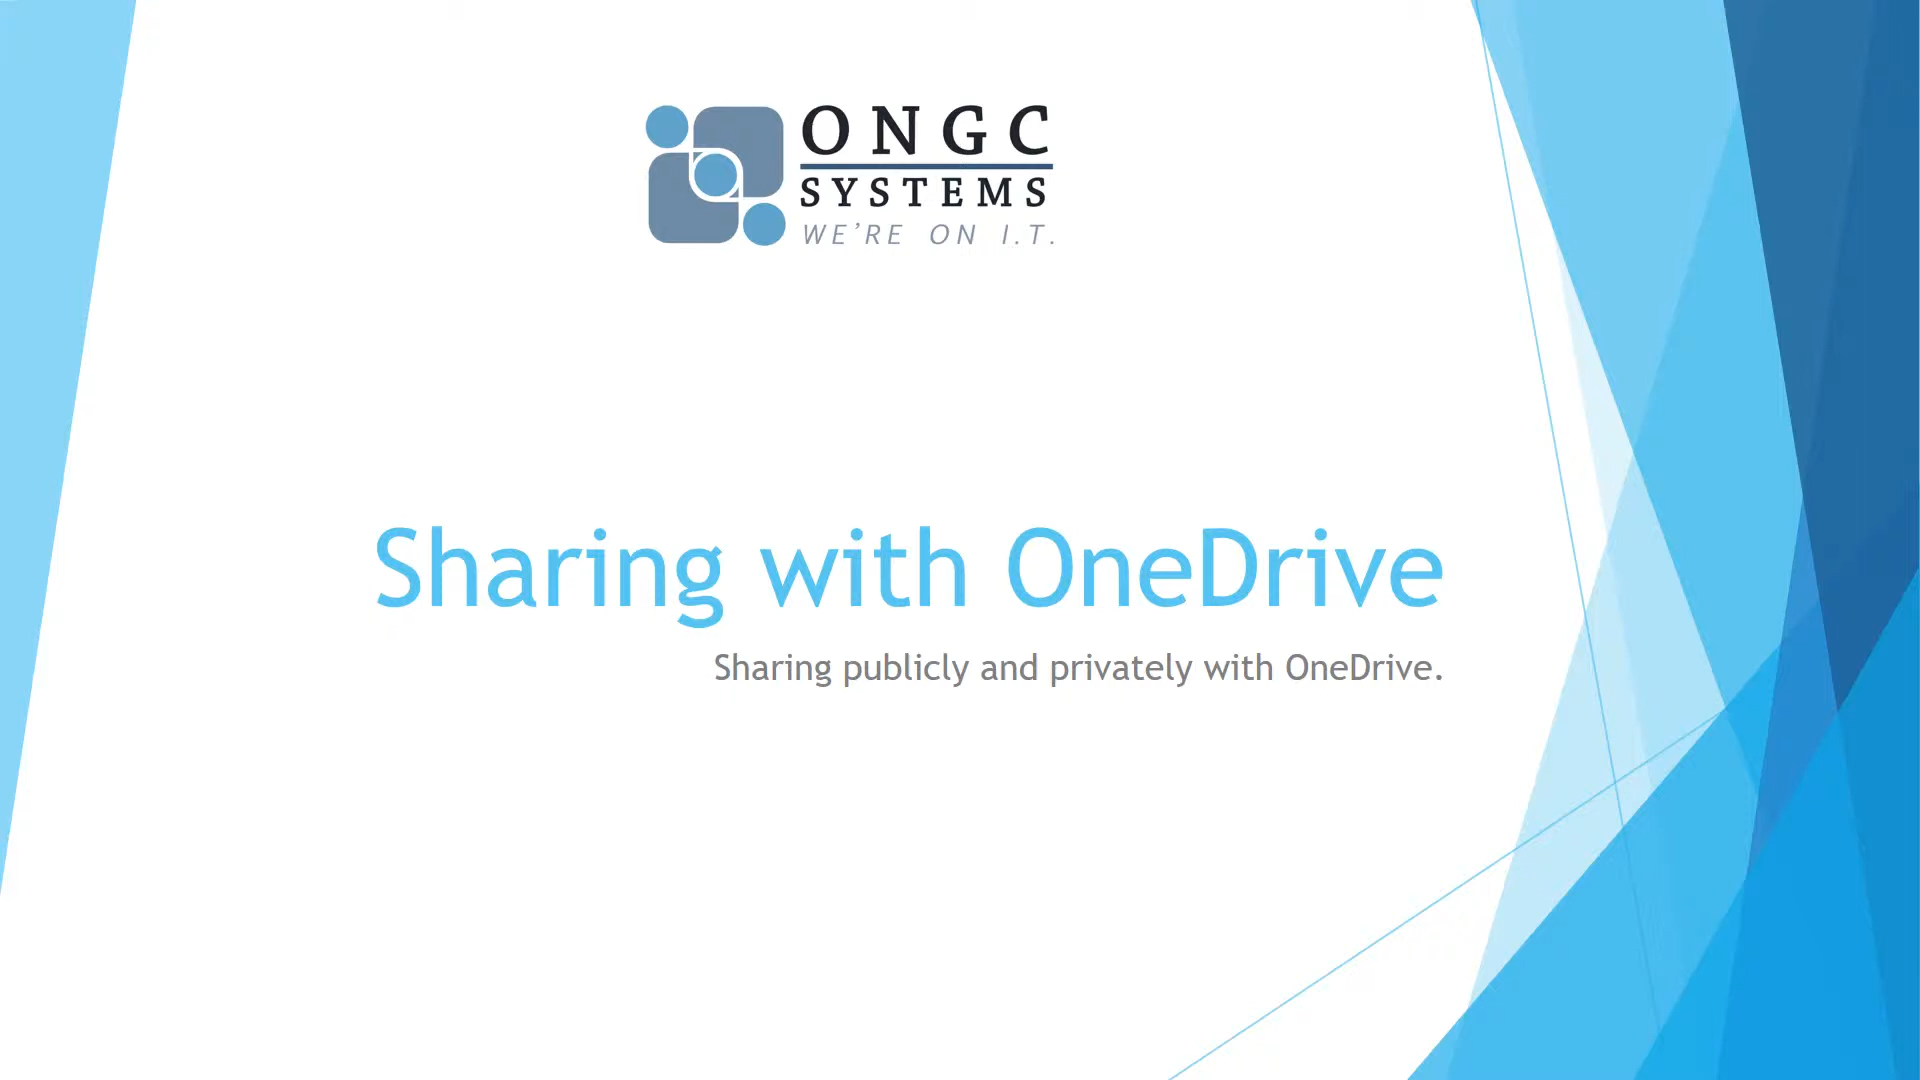 ONGC
SYSTEMS
WE'RE ON I.T.
Sharing with OneDrive
Sharing publicly and privately with OneDrive.